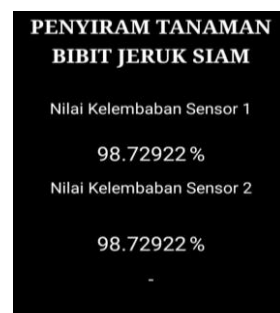 PENYIRAM TANAMAN
BIBIT JERUK SIAM
Nilai Kelembaban Sensor 1
98.72922 %
Nilai Kelembaban Sensor 2
98.72922 %
-